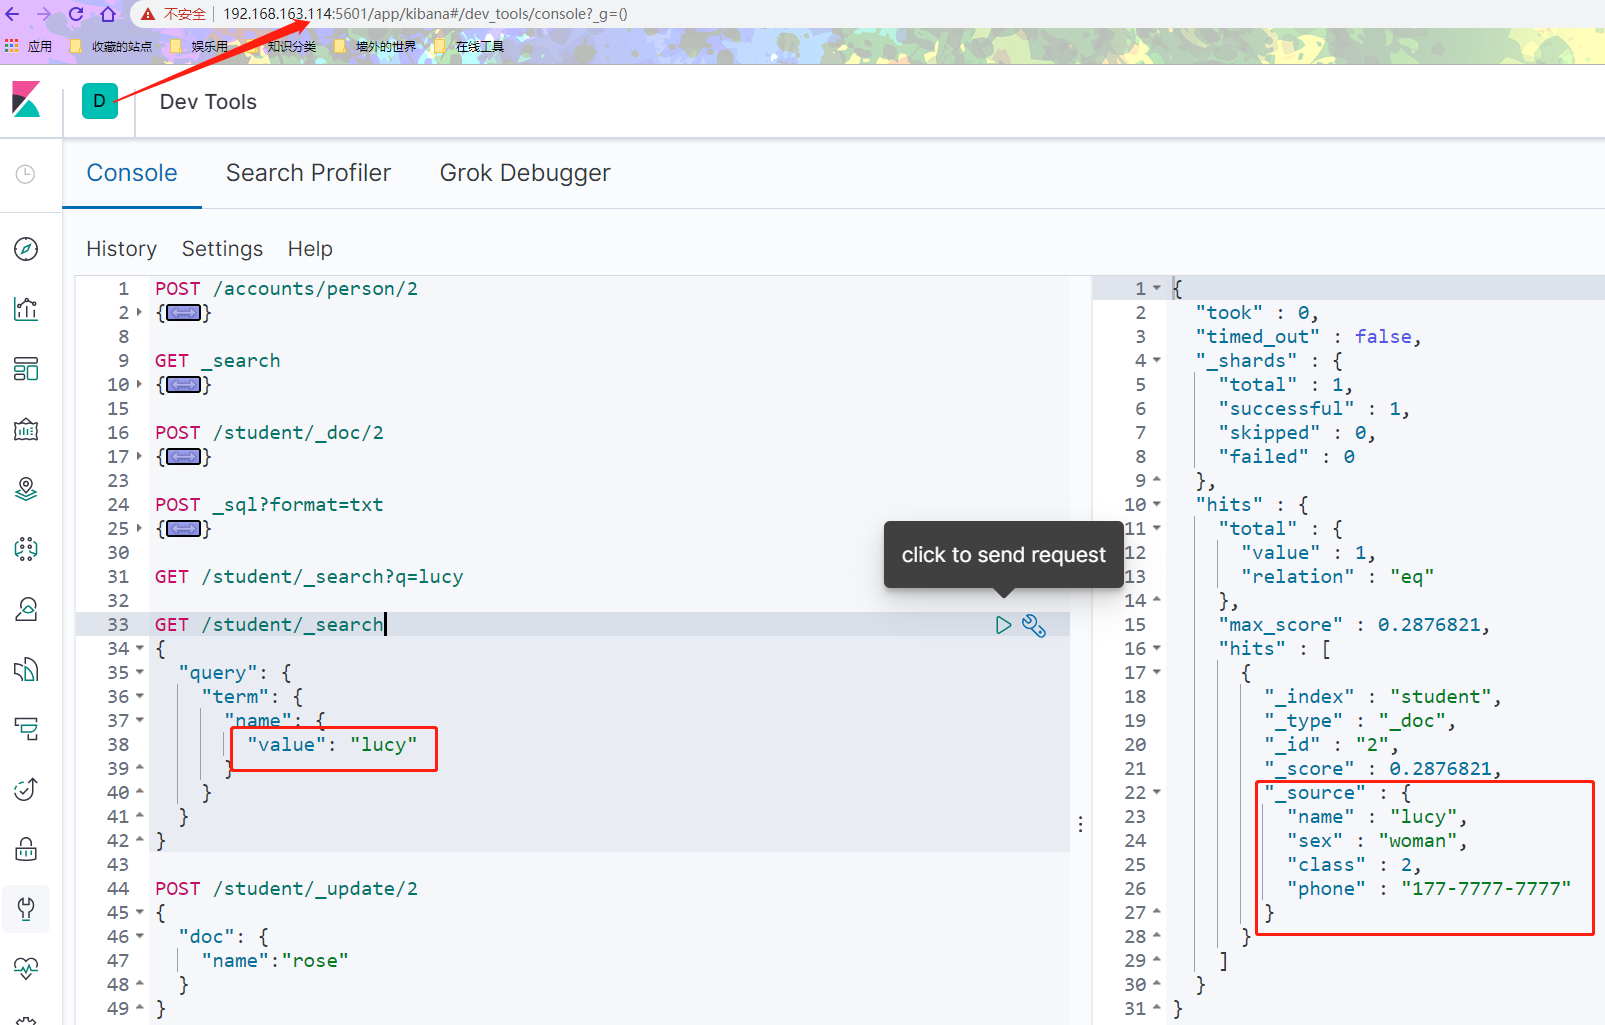 不安全 192.168.163.114:5601/app/kibana#/dev_tools/console?_g=()
应用 收藏的站点 娱乐用 知识分类 墙外的世界 在线工具
D Dev Tools
Console Search Profiler Grok Debugger
History Settings Help
1 POST /accounts/person/2
2 {}
8
9 GET _search
10 {}
15
16 POST /student/_doc/2
17 {}
23
24 POST _sql?format=txt
25 {}
30
31 GET /student/_search?q=lucy
32
33 GET /student/_search
34 {
35 "query": {
36 "term": {
37 "name": {
38 "value": "lucy"
39 }
40 }
41 }
42 }
43
44 POST /student/_update/2
45 {
46 "doc": {
47 "name":"rose"
48 }
49 }
click to send request
1 {
2 "took" : 0,
3 "timed_out" : false,
4 "_shards" : {
5 "total" : 1,
6 "successful" : 1,
7 "skipped" : 0,
8 "failed" : 0
9 },
10 "hits" : {
11 "total" : {
12 "value" : 1,
13 "relation" : "eq"
14 },
15 "max_score" : 0.2876821,
16 "hits" : [
17 {
18 "_index" : "student",
19 "_type" : "_doc",
20 "_id" : "2",
21 "_score" : 0.2876821,
22 "_source" : {
23 "name" : "lucy",
24 "sex" : "woman",
25 "class" : 2,
26 "phone" : "177-7777-7777"
27 }
28 }
29 ]
30 }
31 }